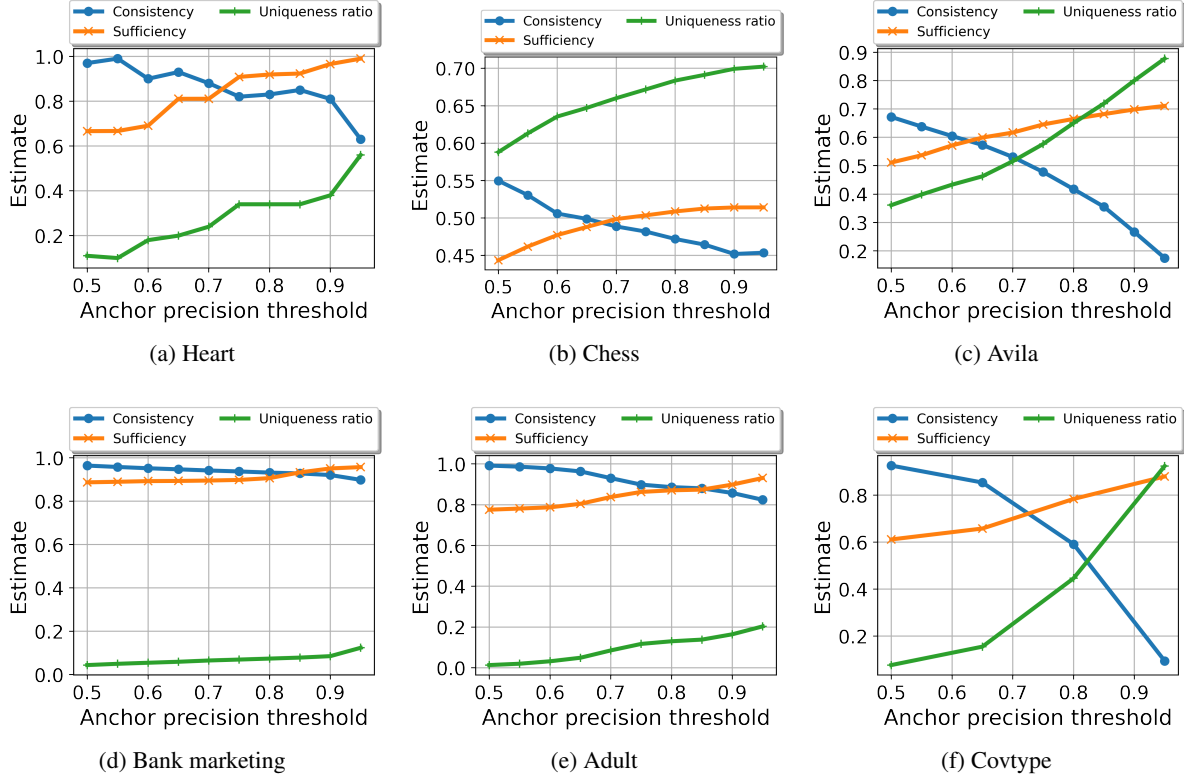 Consistency
Uniqueness ratio
Sufficiency
1.0
0.8
0.6
0.4
0.2
Estimate
0.5 0.6 0.7 0.8 0.9
Anchor precision threshold
(a) Heart
Consistency
Uniqueness ratio
Sufficiency
0.70
0.65
0.60
0.55
0.50
0.45
Estimate
0.5 0.6 0.7 0.8 0.9
Anchor precision threshold
(b) Chess
Consistency
Uniqueness ratio
Sufficiency
0.9
0.8
0.7
0.6
0.5
0.4
0.3
0.2
Estimate
0.5 0.6 0.7 0.8 0.9
Anchor precision threshold
(c) Avila
Consistency
Uniqueness ratio
Sufficiency
1.0
0.8
0.6
0.4
0.2
0.0
Estimate
0.5 0.6 0.7 0.8 0.9
Anchor precision threshold
(d) Bank marketing
Consistency
Uniqueness ratio
Sufficiency
1.0
0.8
0.6
0.4
0.2
0.0
Estimate
0.5 0.6 0.7 0.8 0.9
Anchor precision threshold
(e) Adult
Consistency
Uniqueness ratio
Sufficiency
0.8
0.6
0.4
0.2
Estimate
0.5 0.6 0.7 0.8 0.9
Anchor precision threshold
(f) Covtype